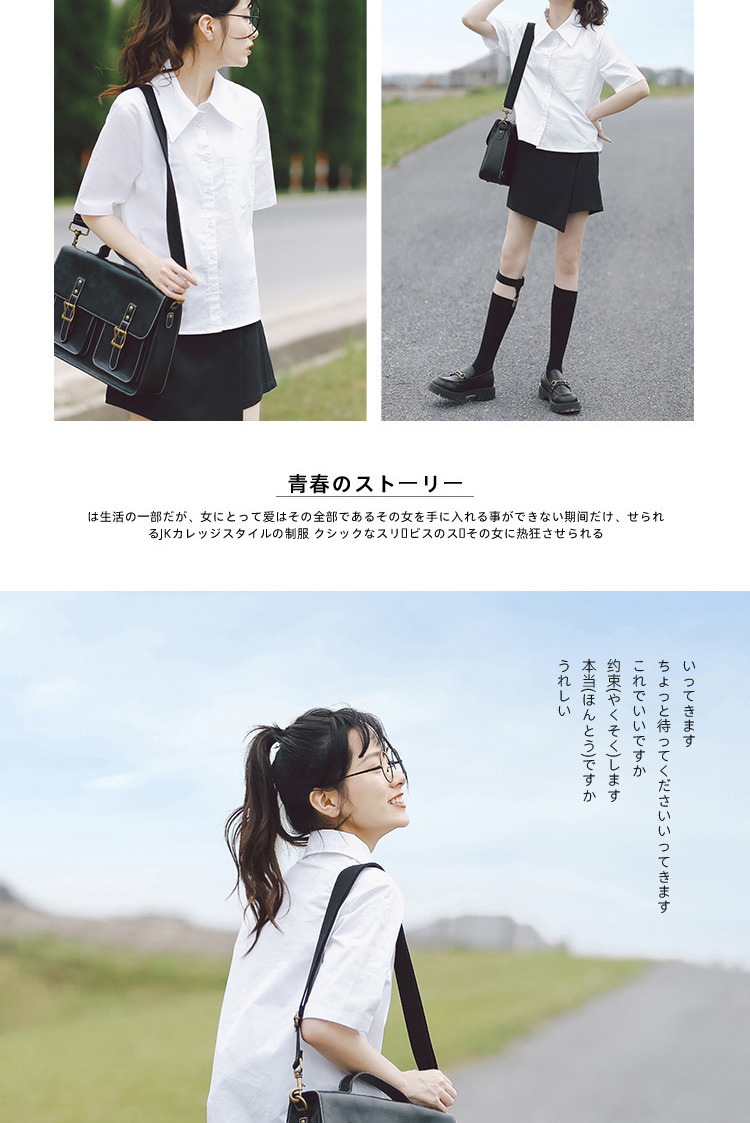 青春のストーリー
は生活の一部だが、女にとって爱はその全部であるその女を手に入れる事ができない期间だけ、せられ
るJKカレッジスタイルの制服 クシックなスリ▯ビスのス▯その女に热狂させられる
いってきます
ちょっと待ってくださいいってきます
これでいいですか
约束(やくそく)します
本当(ほんとう)ですか
うれしい